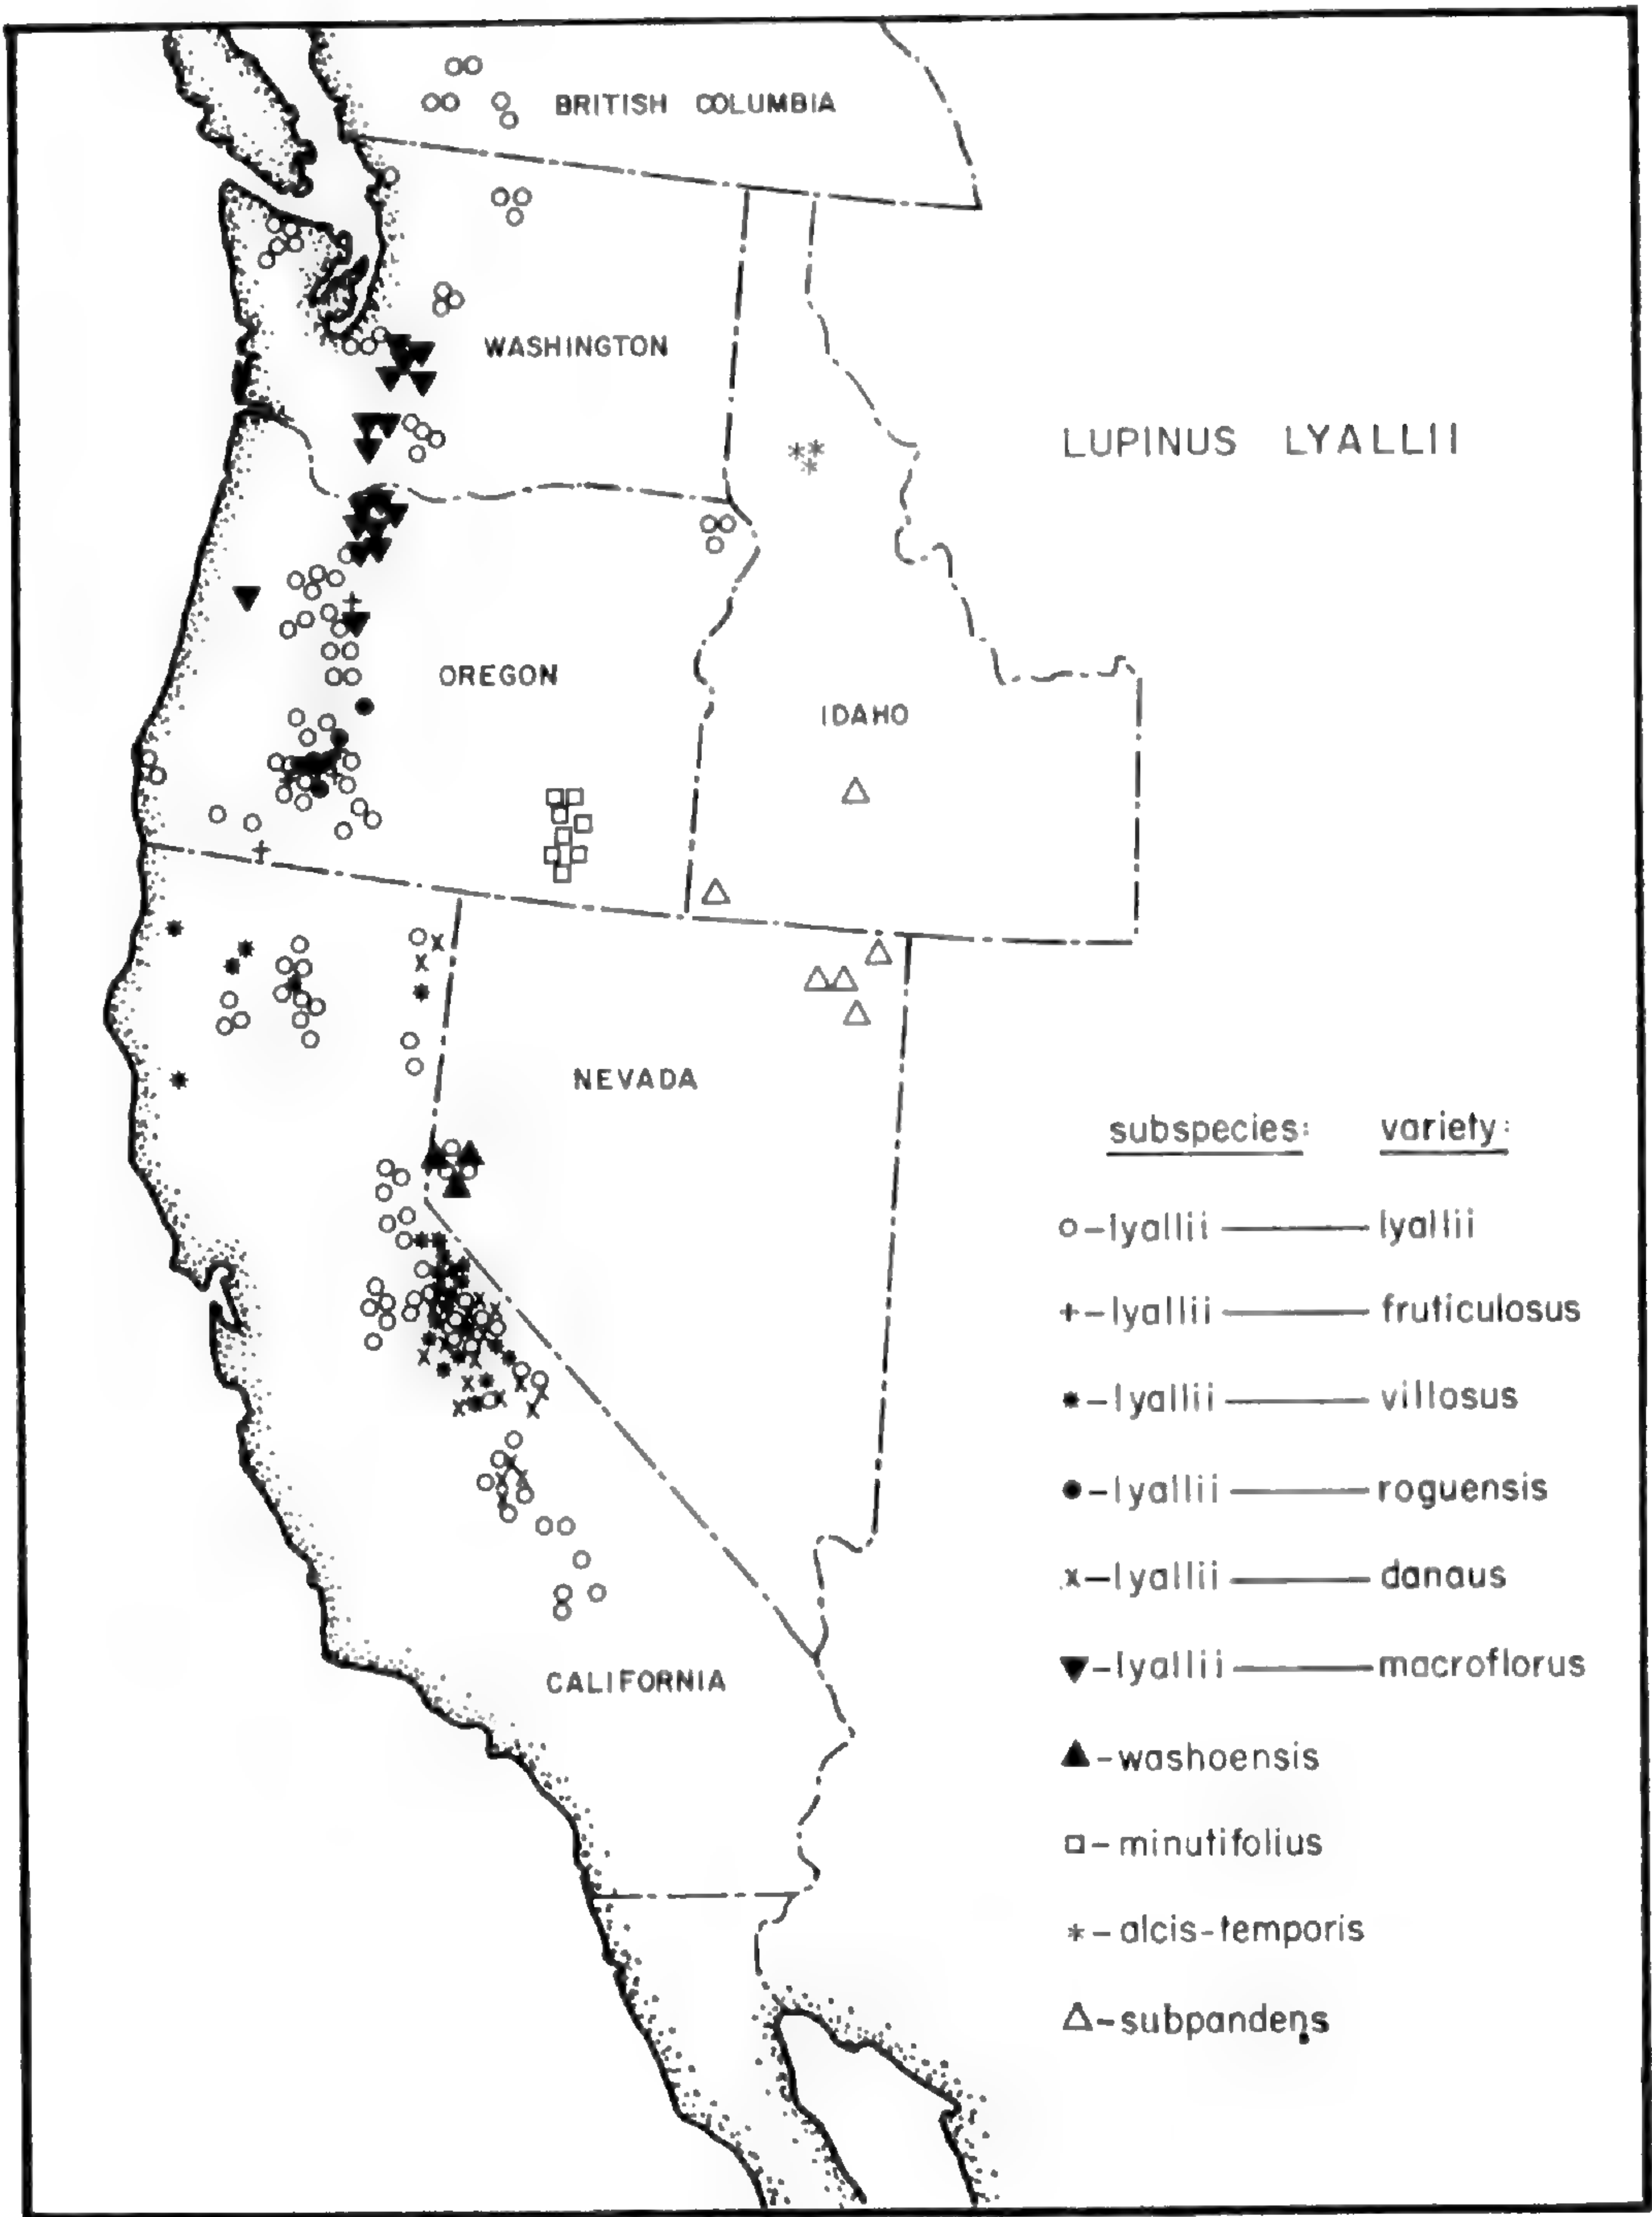 BRITISH COLUMBIA
WASHINGTON
LUPINUS LYALLII
OREGON
IDAHO
NEVADA
subspecies: variety:
o-lyallii — lyallii
+-lyallii — fruticulosus
*-lyallii — villosus
●-lyallii — roguensis
x-lyallii — danaus
▼-lyallii — macroflorus
CALIFORNIA
▲-washoensis
□-minutifolius
*-alcis-temporis
△-subpandens